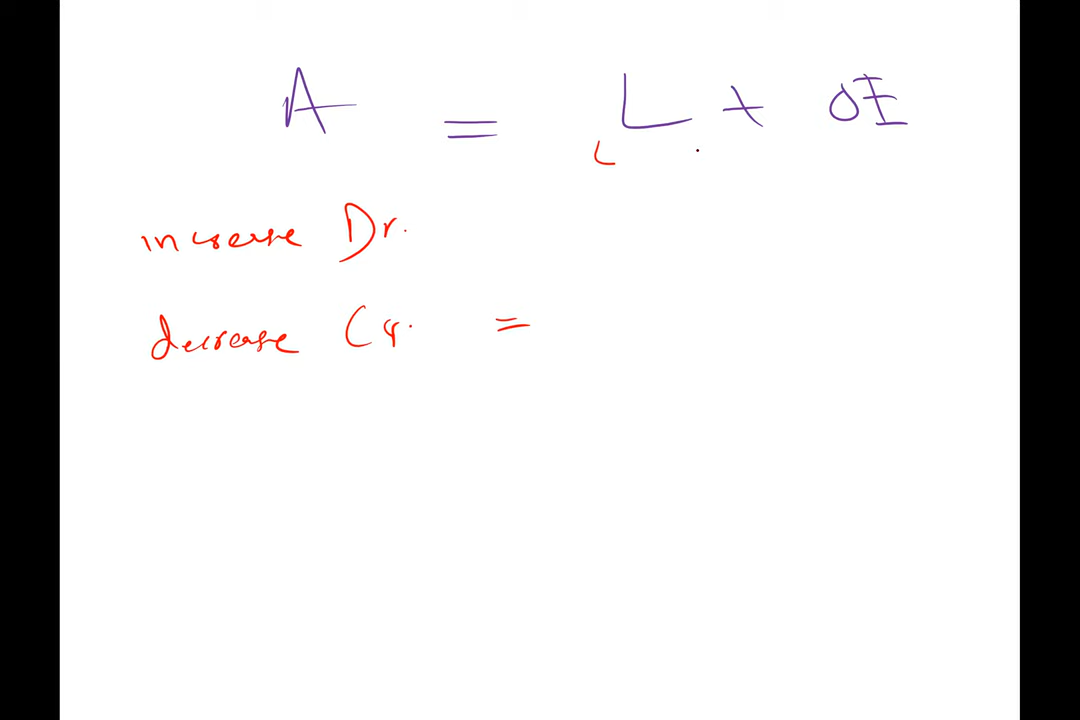 A = L + OE
L
increase Dr.
decrease Cr. =